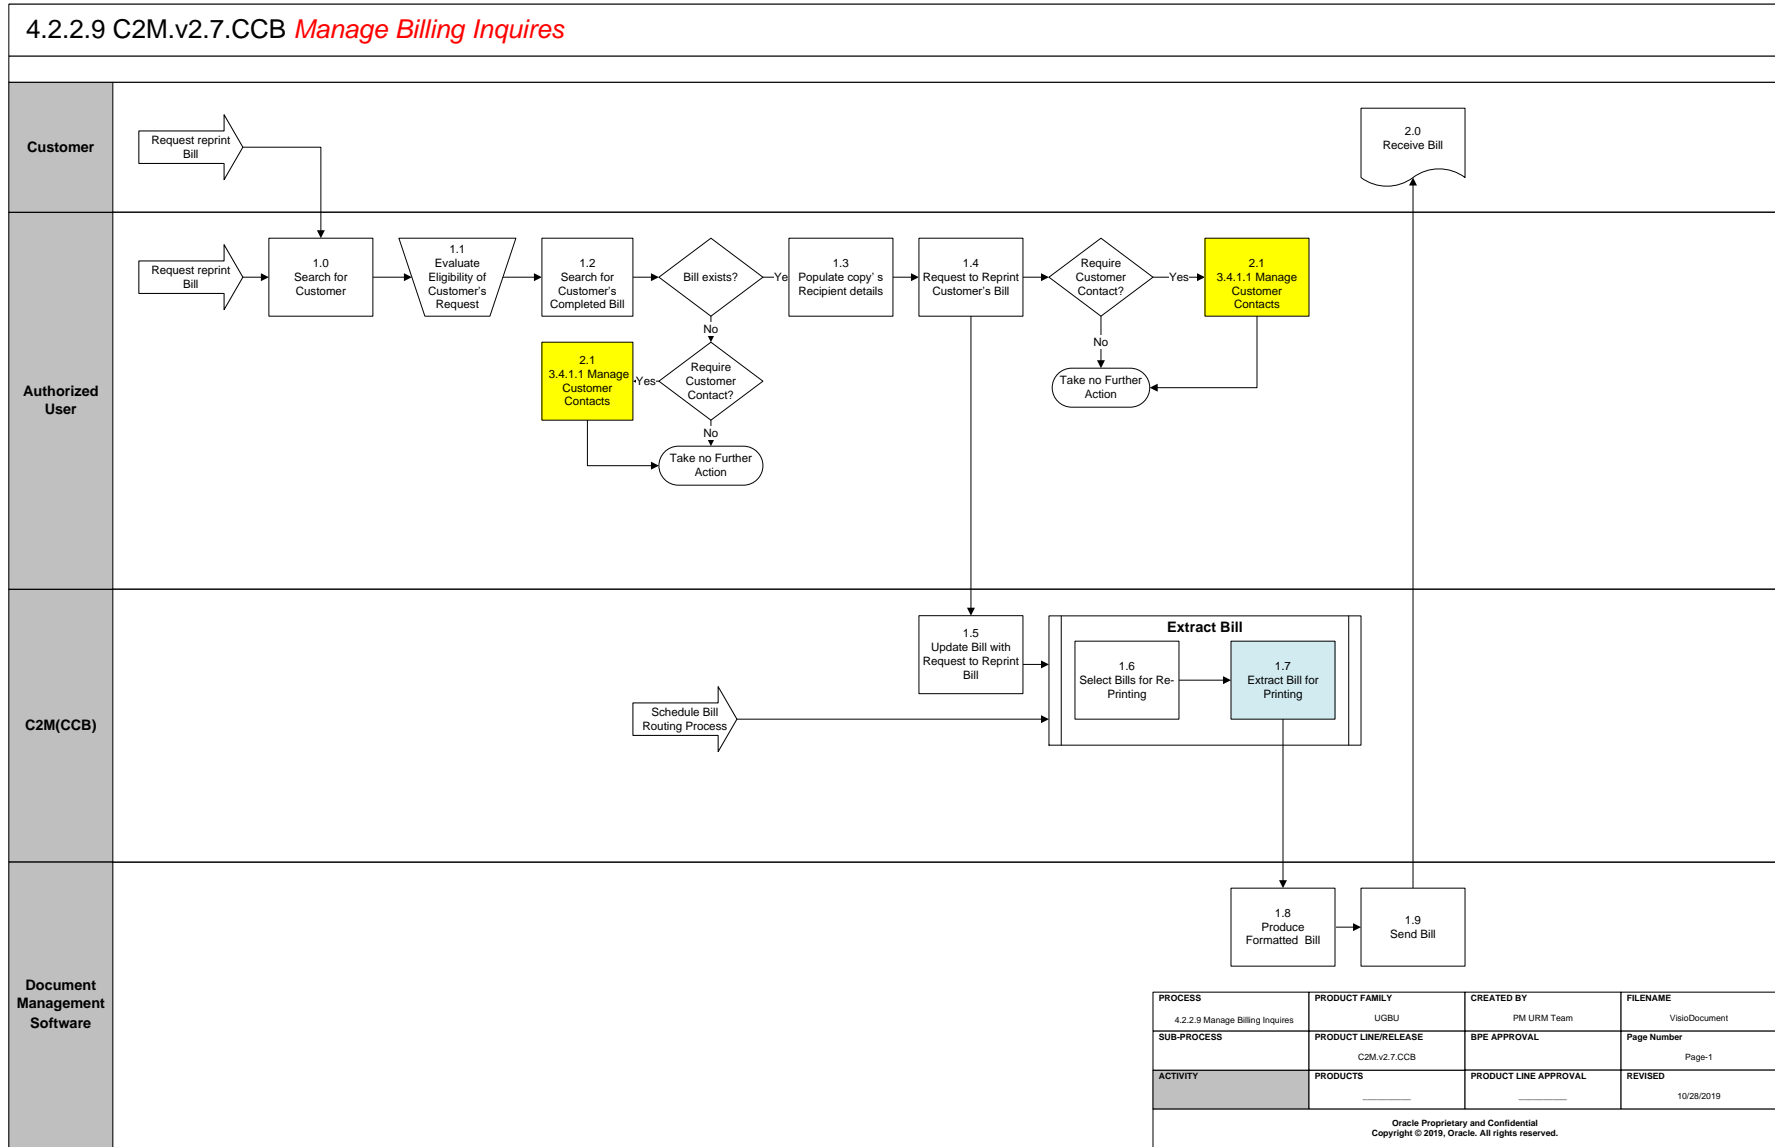 4.2.2.9 C2M.v2.7.CCB Manage Billing Inquires
Customer
Request reprint
Bill
2.0
Receive Bill
Authorized
User
Request reprint
Bill
1.0
Search for
Customer
1.1
Evaluate
Eligibility of
Customer's
Request
1.2
Search for
Customer's
Completed Bill
Bill exists?
Ye
1.3
Populate copy' s
Recipient details
1.4
Request to Reprint
Customer's Bill
Require
Customer
Contact?
Yes
2.1
3.4.1.1 Manage
Customer
Contacts
No
Take no Further
Action
No
Require
Customer
Contact?
Yes
2.1
3.4.1.1 Manage
Customer
Contacts
No
Take no Further
Action
C2M(CCB)
1.5
Update Bill with
Request to Reprint
Bill
Extract Bill
1.6
Select Bills for Re-
Printing
1.7
Extract Bill for
Printing
Schedule Bill
Routing Process
Document
Management
Software
1.8
Produce
Formatted Bill
1.9
Send Bill
PROCESS
4.2.2.9 Manage Billing Inquires
PRODUCT FAMILY
UGBU
CREATED BY
PM URM Team
FILENAME
VisioDocument
SUB-PROCESS
PRODUCT LINE/RELEASE
C2M.v2.7.CCB
BPE APPROVAL
Page Number
Page-1
ACTIVITY
PRODUCTS
PRODUCT LINE APPROVAL
REVISED
10/28/2019
Oracle Proprietary and Confidential
Copyright © 2019, Oracle. All rights reserved.